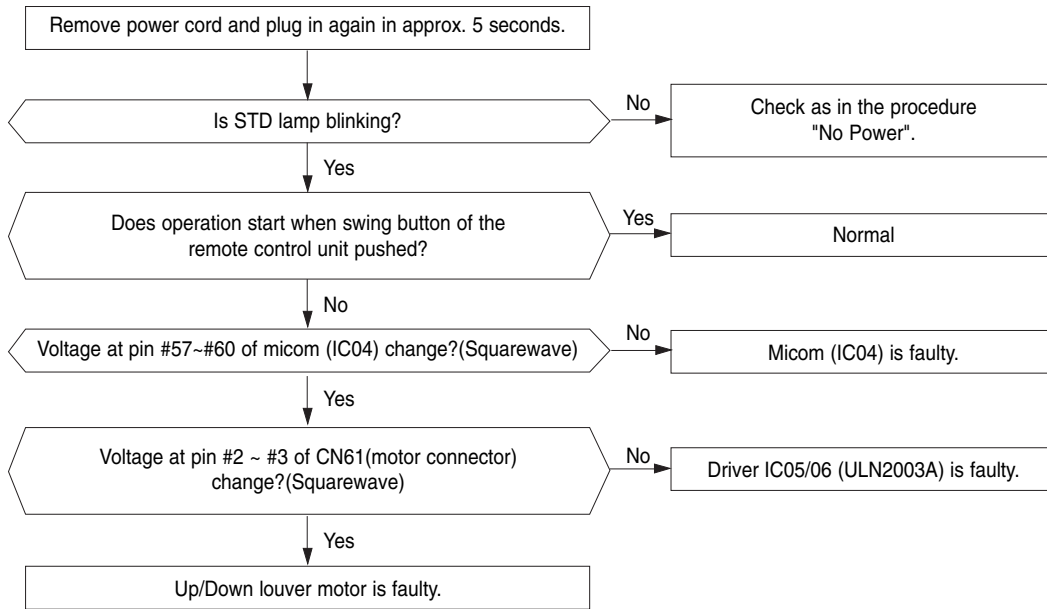 Remove power cord and plug in again in approx. 5 seconds.
Is STD lamp blinking?
No
Check as in the procedure
"No Power".
Yes
Does operation start when swing button of the
remote control unit pushed?
Yes
Normal
No
Voltage at pin #57~#60 of micom (IC04) change?(Squarewave)
No
Micom (IC04) is faulty.
Yes
Voltage at pin #2 ~ #3 of CN61(motor connector)
change?(Squarewave)
No
Driver IC05/06 (ULN2003A) is faulty.
Yes
Up/Down louver motor is faulty.